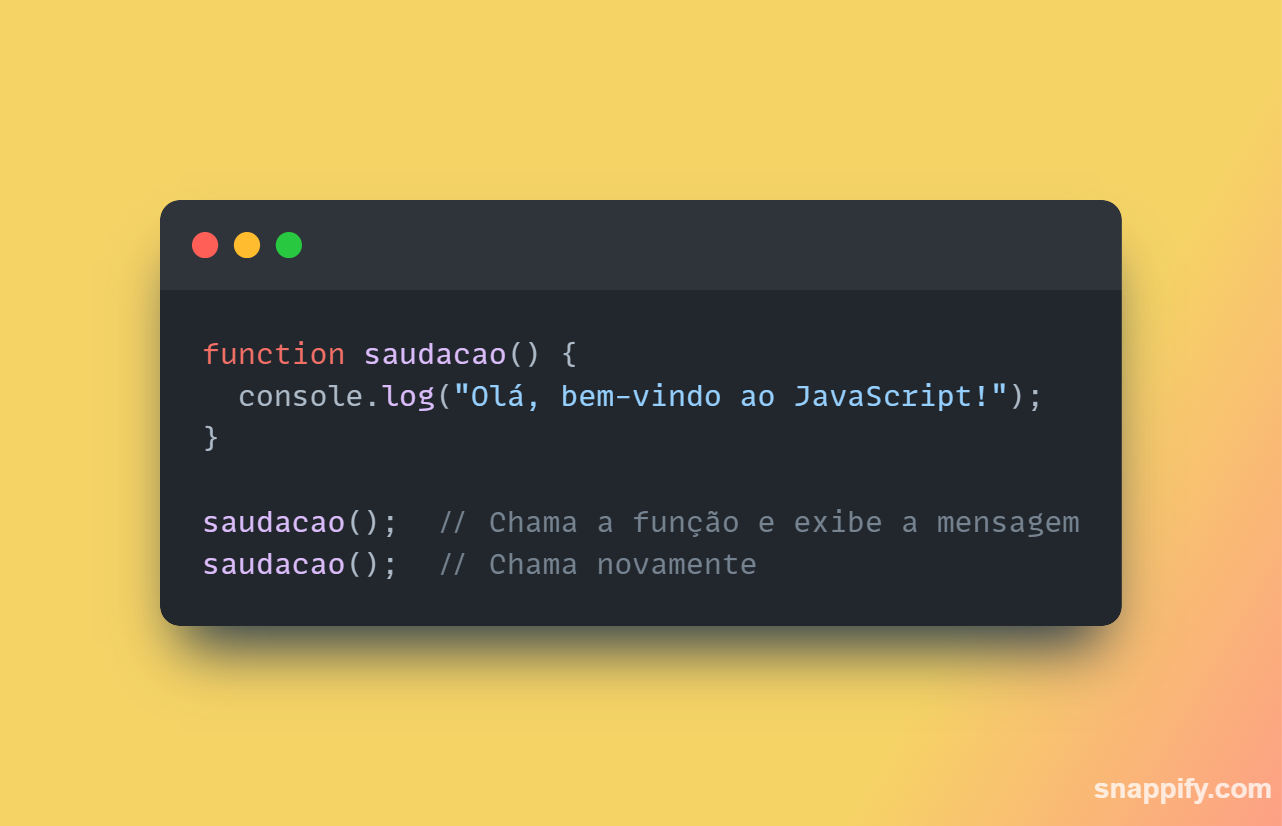 function saudacao() {
  console.log("Olá, bem-vindo ao JavaScript!");
}

saudacao();  // Chama a função e exibe a mensagem
saudacao();  // Chama novamente
snappify.com